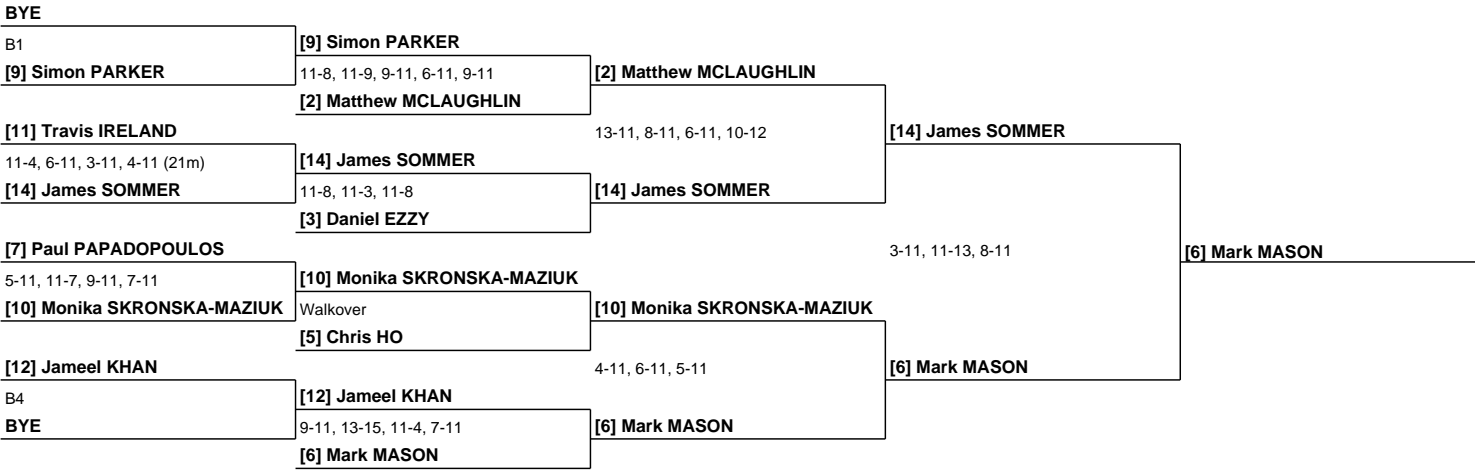 BYE
B1
[9] Simon PARKER
[9] Simon PARKER
11-8, 11-9, 9-11, 6-11, 9-11
[2] Matthew MCLAUGHLIN
[2] Matthew MCLAUGHLIN
[11] Travis IRELAND
13-11, 8-11, 6-11, 10-12
[14] James SOMMER
11-4, 6-11, 3-11, 4-11 (21m)
[14] James SOMMER
[14] James SOMMER
11-8, 11-3, 11-8
[14] James SOMMER
[3] Daniel EZZY
[7] Paul PAPADOPOULOS
3-11, 11-13, 8-11
[6] Mark MASON
5-11, 11-7, 9-11, 7-11
[10] Monika SKRONSKA-MAZIUK
[10] Monika SKRONSKA-MAZIUK
Walkover
[10] Monika SKRONSKA-MAZIUK
[5] Chris HO
[12] Jameel KHAN
4-11, 6-11, 5-11
[6] Mark MASON
B4
[12] Jameel KHAN
BYE
9-11, 13-15, 11-4, 7-11
[6] Mark MASON
[6] Mark MASON